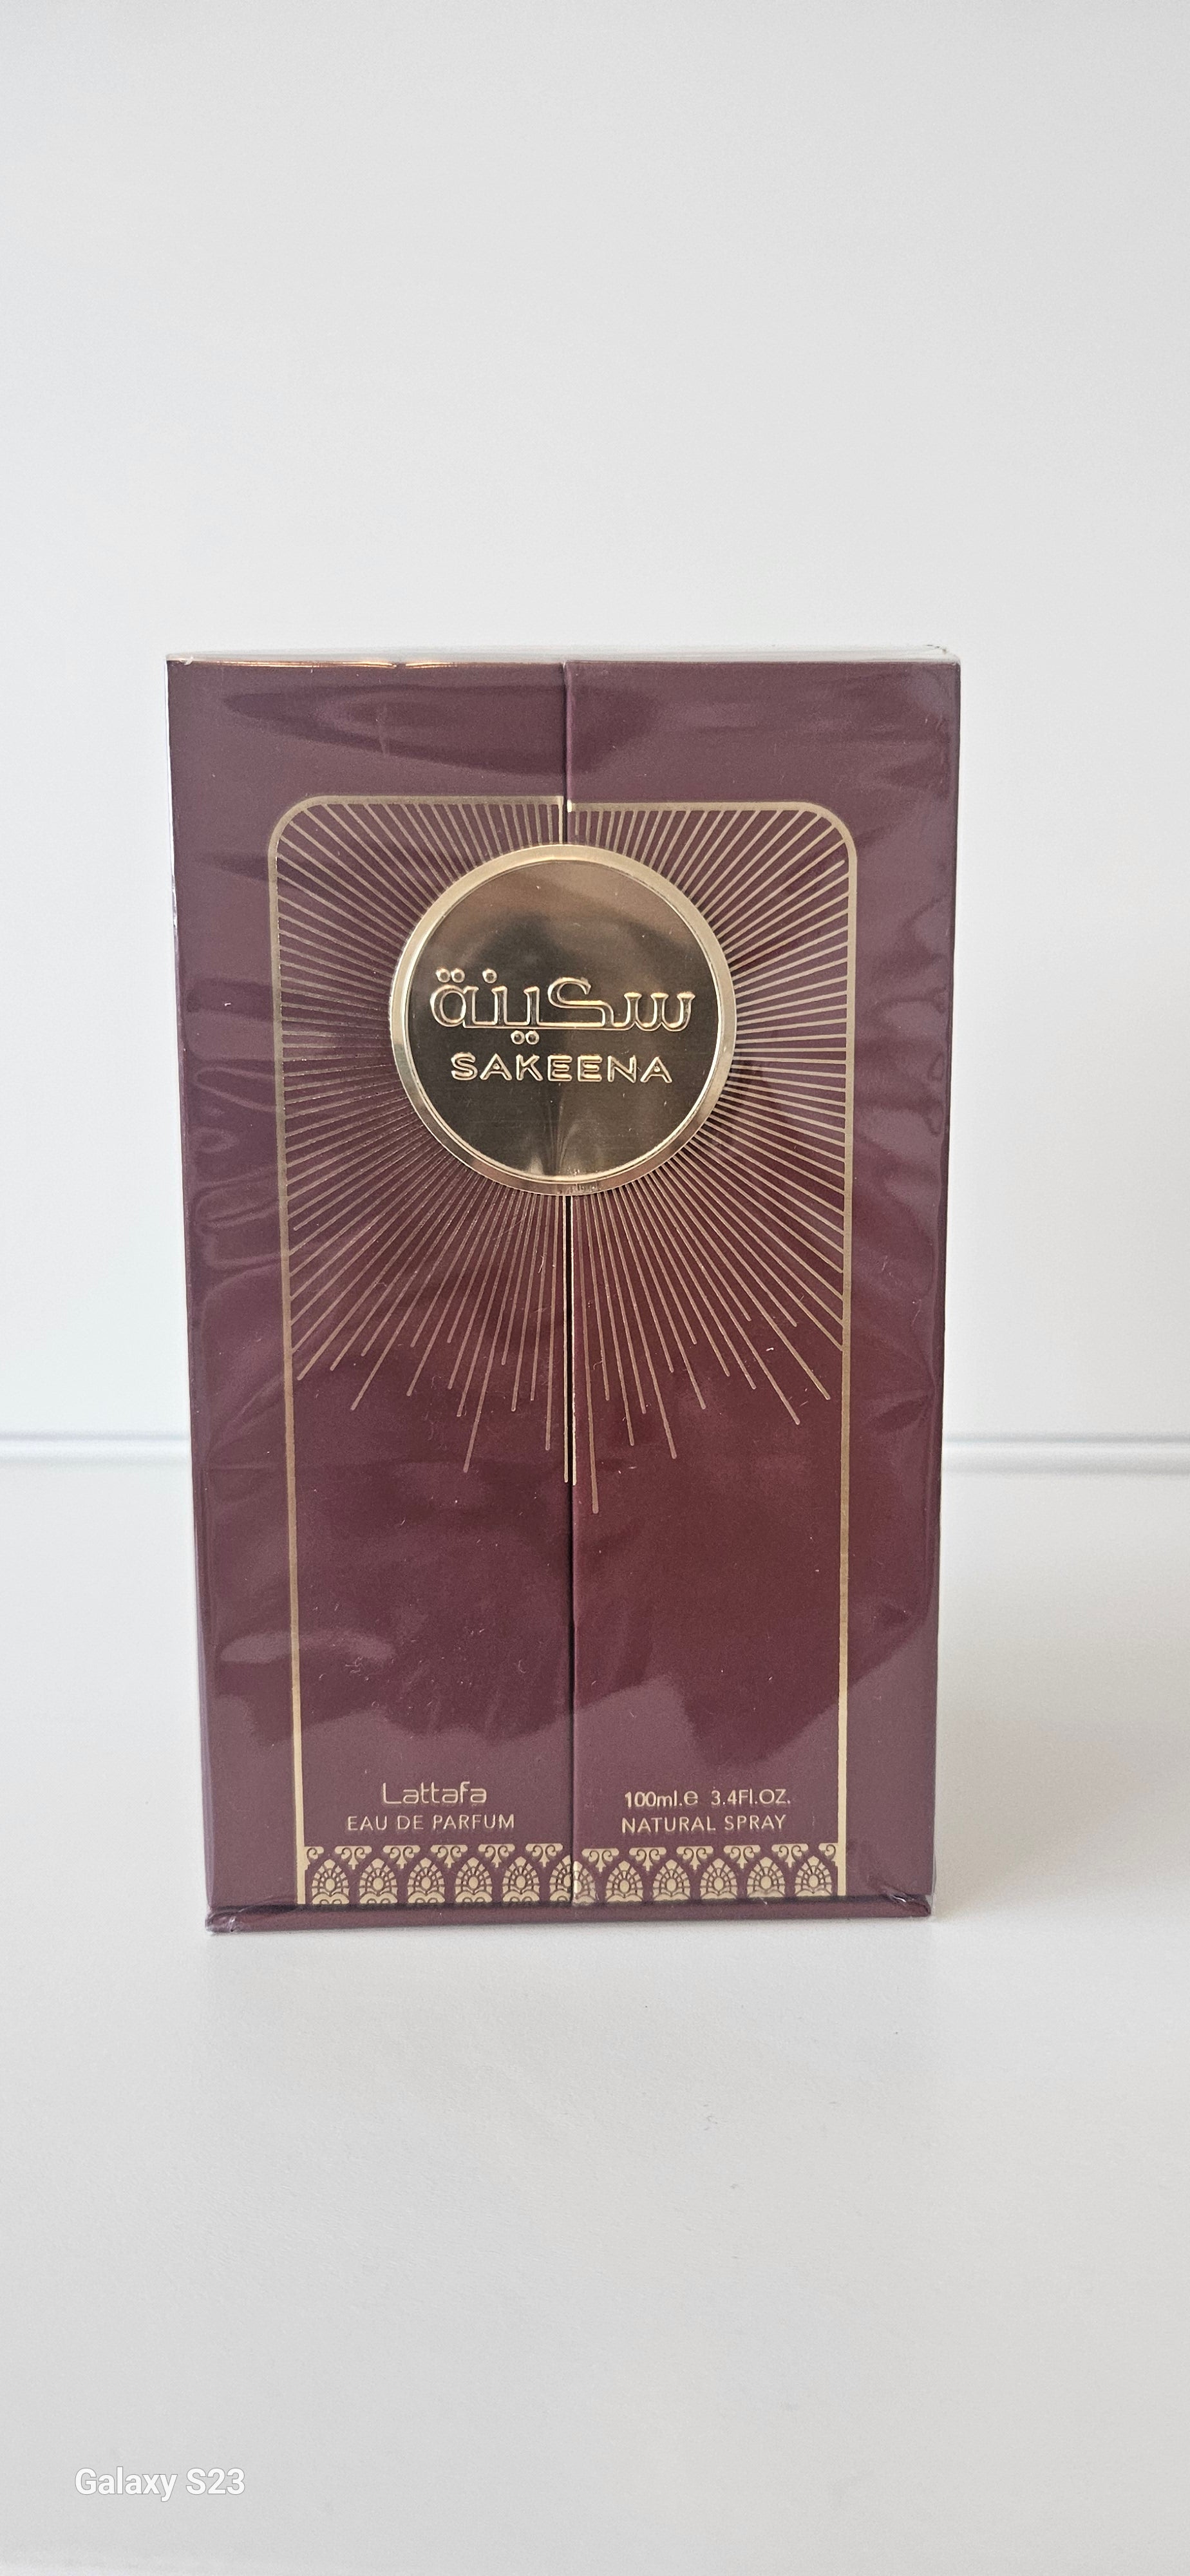 سكينة
SAKEENA
Lattafa
EAU DE PARFUM
100ml.e 3.4Fl.OZ.
NATURAL SPRAY
Galaxy S23